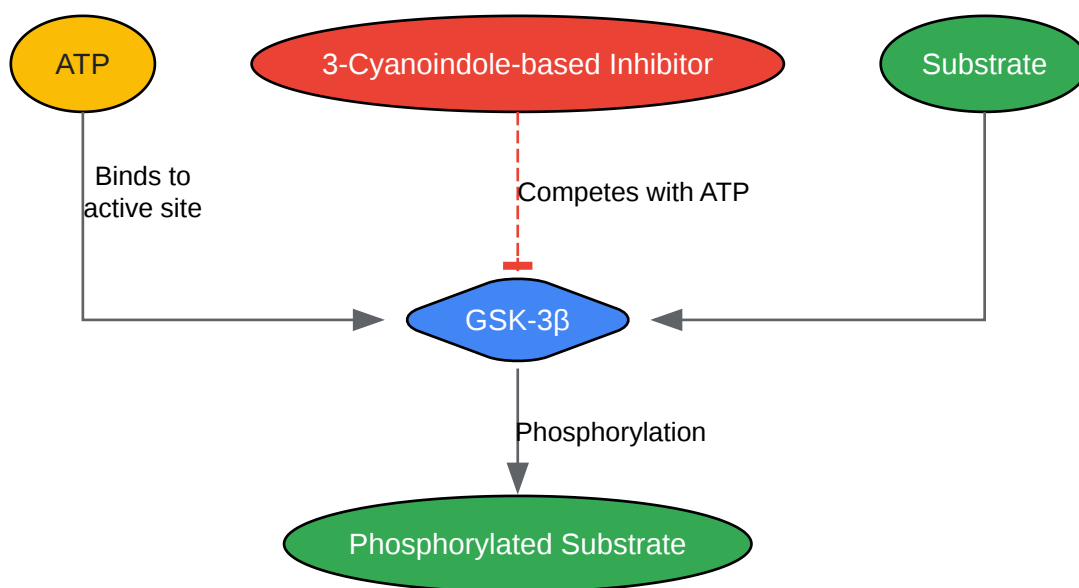 ATP
3-Cyanoindole-based Inhibitor
Substrate
Binds to
active site
Competes with ATP
GSK-3β
Phosphorylation
Phosphorylated Substrate